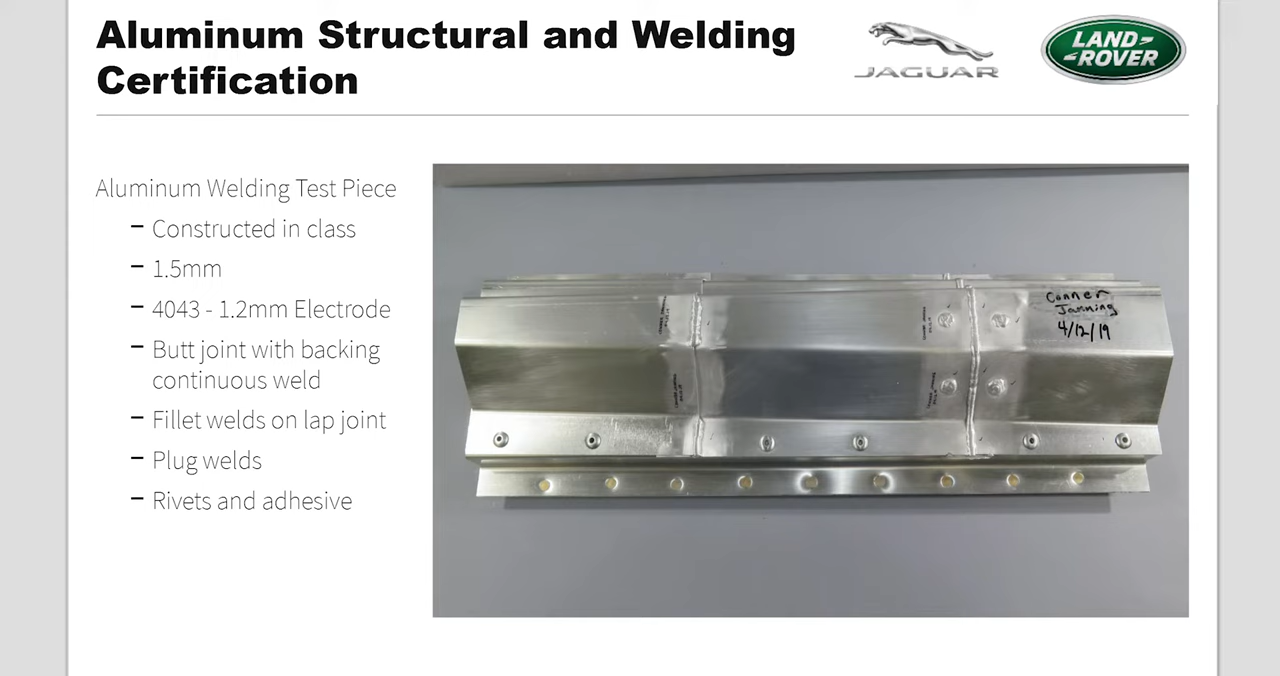 Aluminum Structural and Welding
Certification
JAGUAR
LAND-
-ROVER
Aluminum Welding Test Piece
– Constructed in class
– 1.5mm
– 4043 - 1.2mm Electrode
– Butt joint with backing
continuous weld
– Fillet welds on lap joint
– Plug welds
– Rivets and adhesive
Conner
Janning
4/12/19